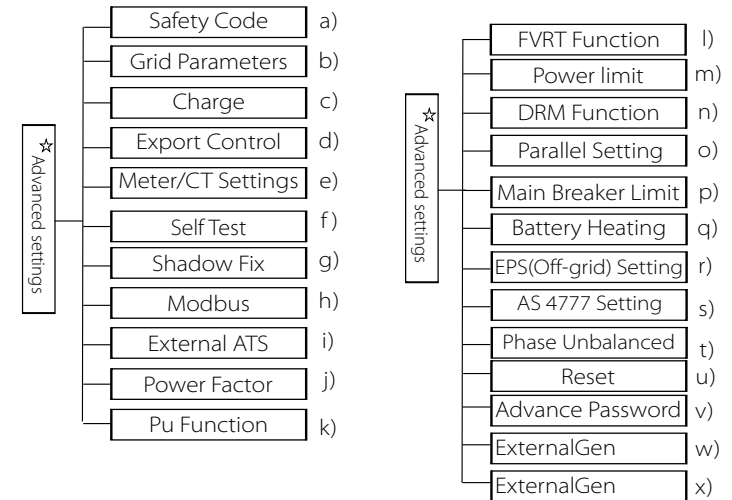 ☆ Advanced settings
Safety Code a)
Grid Parameters b)
Charge c)
Export Control d)
Meter/CT Settings e)
Self Test f)
Shadow Fix g)
Modbus h)
External ATS i)
Power Factor j)
Pu Function k)
☆ Advanced settings
FVRT Function l)
Power limit m)
DRM Function n)
Parallel Setting o)
Main Breaker Limit p)
Battery Heating q)
EPS(Off-grid) Setting r)
AS 4777 Setting s)
Phase Unbalanced t)
Reset u)
Advance Password v)
ExternalGen w)
ExternalGen x)